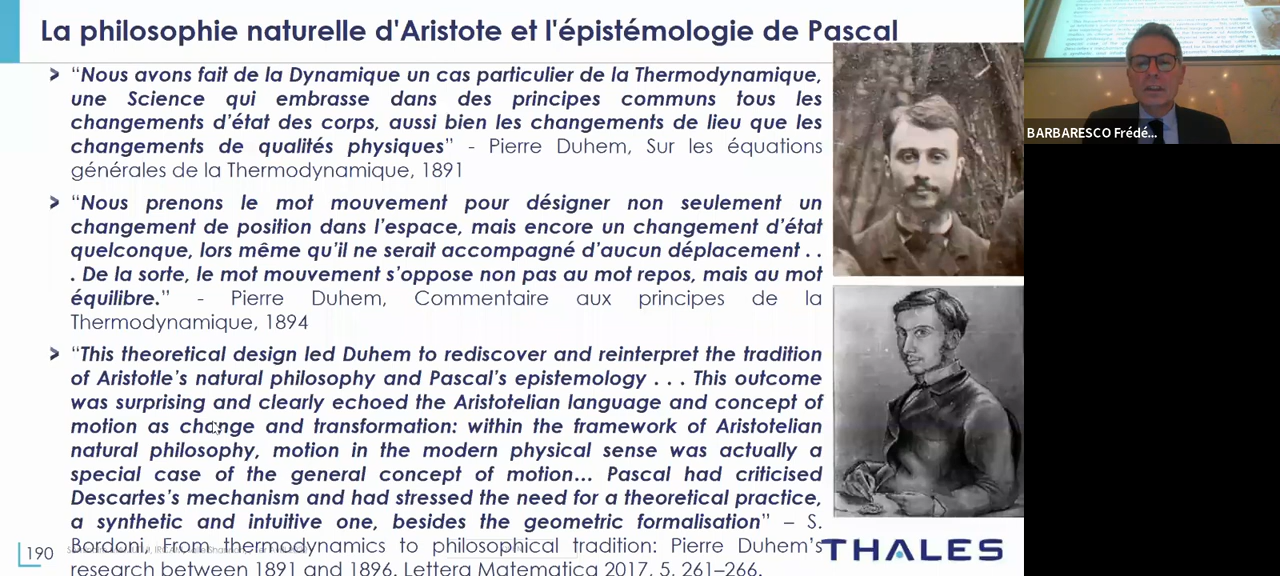 La philosophie naturelle d'Aristote et l'épistémologie de Pascal
“Nous avons fait de la Dynamique un cas particulier de la Thermodynamique,
une Science qui embrasse dans des principes communs tous les
changements d’état des corps, aussi bien les changements de lieu que les
changements de qualités physiques” - Pierre Duhem, Sur les équations
générales de la Thermodynamique, 1891
“Nous prenons le mot mouvement pour désigner non seulement un
changement de position dans l’espace, mais encore un changement d’état
quelconque, lors même qu’il ne serait accompagné d’aucun déplacement . .
. De la sorte, le mot mouvement s’oppose non pas au mot repos, mais au mot
équilibre.” - Pierre Duhem, Commentaire aux principes de la
Thermodynamique, 1894
“This theoretical design led Duhem to rediscover and reinterpret the tradition
of Aristotle’s natural philosophy and Pascal’s epistemology . . . This outcome
was surprising and clearly echoed the Aristotelian language and concept of
motion as change and transformation: within the framework of Aristotelian
natural philosophy, motion in the modern physical sense was actually a
special case of the general concept of motion… Pascal had criticised
Descartes’s mechanism and had stressed the need for a theoretical practice,
a synthetic and intuitive one, besides the geometric formalisation” – S.
Bordoni, From thermodynamics to philosophical tradition: Pierre Duhem’s
research between 1891 and 1896. Lettera Matematica 2017, 5, 261–266.
190
THALES
BARBARESCO Frédé...